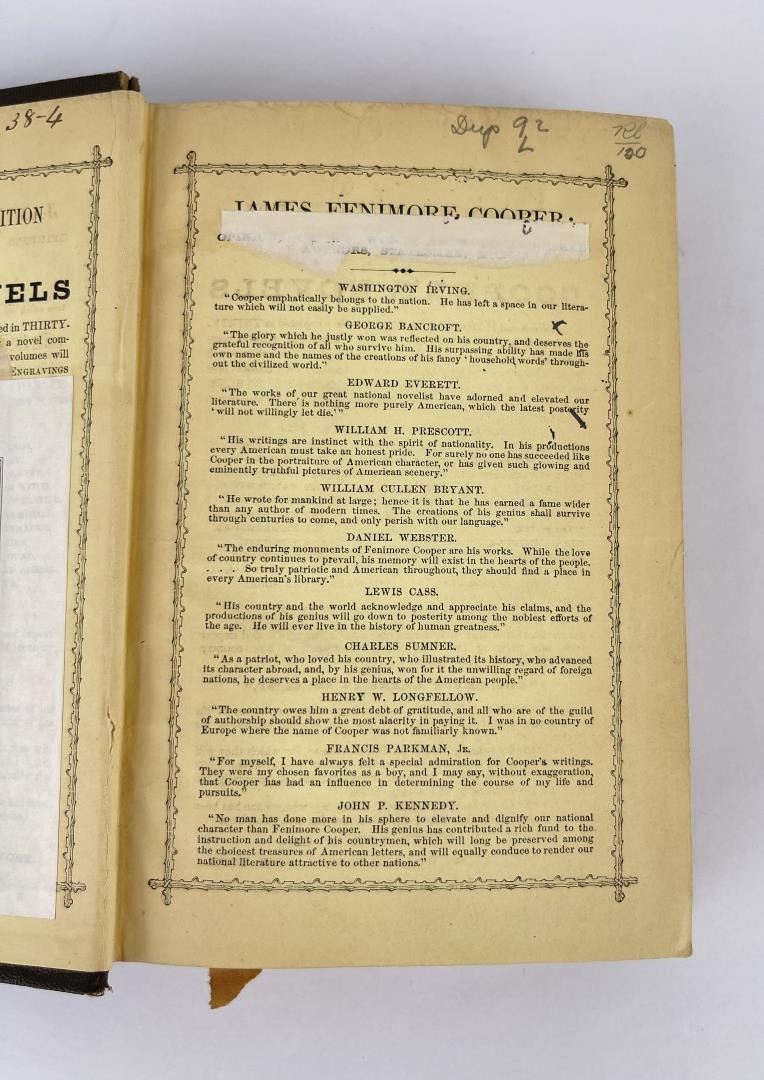 38-4
ITION
ELS
ed in THIRTY-
a novel com-
volumes will
ENGRAVINGS
Dup 92
L
100
JAMES FENIMORE COOPER:
AUTHORS, STATESMEN,
WASHINGTON IRVING.
"Cooper emphatically belongs to the nation. He has left a space in our litera-
ture which will not easily be supplied."
GEORGE BANCROFT.
"The glory which he justly won was reflected on his country, and deserves the
grateful recognition of all who survive him. His surpassing ability has made his
own name and the names of the creations of his fancy 'household words' through-
out the civilized world."
EDWARD EVERETT.
"The works of our great national novelist have adorned and elevated our
literature. There is nothing more purely American, which the latest posterity
'will not willingly let die.'"
WILLIAM H. PRESCOTT.
"His writings are instinct with the spirit of nationality. In his productions
every American must take an honest pride. For surely no one has succeeded like
Cooper in the portraiture of American character, or has given such glowing and
eminently truthful pictures of American scenery."
WILLIAM CULLEN BRYANT.
"He wrote for mankind at large; hence it is that he has earned a fame wider
than any author of modern times. The creations of his genius shall survive
through centuries to come, and only perish with our language."
DANIEL WEBSTER.
"The enduring monuments of Fenimore Cooper are his works. While the love
of country continues to prevail, his memory will exist in the hearts of the people.
. . . So truly patriotic and American throughout, they should find a place in
every American's library."
LEWIS CASS.
"His country and the world acknowledge and appreciate his claims, and the
productions of his genius will go down to posterity among the noblest efforts of
the age. He will ever live in the history of human greatness."
CHARLES SUMNER.
"As a patriot, who loved his country, who illustrated its history, who advanced
its character abroad, and, by his genius, won for it the unwilling regard of foreign
nations, he deserves a place in the hearts of the American people."
HENRY W. LONGFELLOW.
"The country owes him a great debt of gratitude, and all who are of the guild
of authorship should show the most alacrity in paying it. I was in no country of
Europe where the name of Cooper was not familiarly known."
FRANCIS PARKMAN, JR.
"For myself, I have always felt a special admiration for Cooper's writings.
They were my chosen favorites as a boy, and I may say, without exaggeration,
that Cooper has had an influence in determining the course of my life and
pursuits."
JOHN P. KENNEDY.
"No man has done more in his sphere to elevate and dignify our national
character than Fenimore Cooper. His genius has contributed a rich fund to the
instruction and delight of his countrymen, which will long be preserved among
the choicest treasures of American letters, and will equally conduce to render our
national literature attractive to other nations."